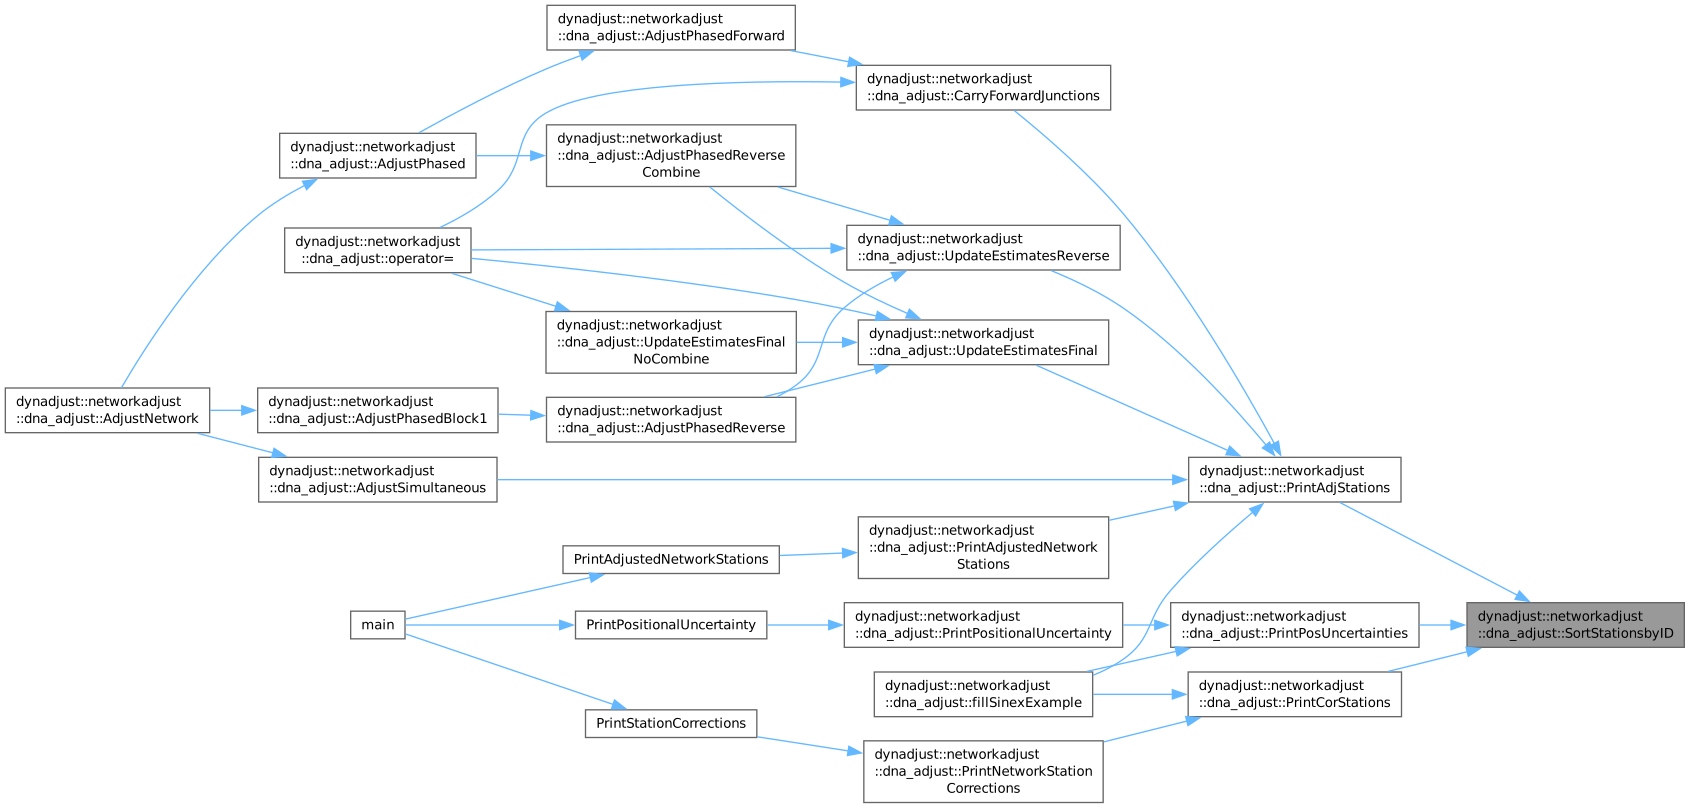 dynadjust::networkadjust
::dna_adjust::AdjustPhasedForward
dynadjust::networkadjust
::dna_adjust::CarryForwardJunctions
dynadjust::networkadjust
::dna_adjust::AdjustPhased
dynadjust::networkadjust
::dna_adjust::AdjustPhasedReverse
Combine
dynadjust::networkadjust
::dna_adjust::operator=
dynadjust::networkadjust
::dna_adjust::UpdateEstimatesReverse
dynadjust::networkadjust
::dna_adjust::UpdateEstimatesFinal
NoCombine
dynadjust::networkadjust
::dna_adjust::UpdateEstimatesFinal
dynadjust::networkadjust
::dna_adjust::AdjustNetwork
dynadjust::networkadjust
::dna_adjust::AdjustPhasedBlock1
dynadjust::networkadjust
::dna_adjust::AdjustPhasedReverse
dynadjust::networkadjust
::dna_adjust::AdjustSimultaneous
dynadjust::networkadjust
::dna_adjust::PrintAdjStations
dynadjust::networkadjust
::dna_adjust::PrintAdjustedNetwork
Stations
PrintAdjustedNetworkStations
main
PrintPositionalUncertainty
dynadjust::networkadjust
::dna_adjust::PrintPositionalUncertainty
dynadjust::networkadjust
::dna_adjust::PrintPosUncertainties
dynadjust::networkadjust
::dna_adjust::SortStationsbyID
dynadjust::networkadjust
::dna_adjust::fillSinexExample
dynadjust::networkadjust
::dna_adjust::PrintCorStations
PrintStationCorrections
dynadjust::networkadjust
::dna_adjust::PrintNetworkStation
Corrections